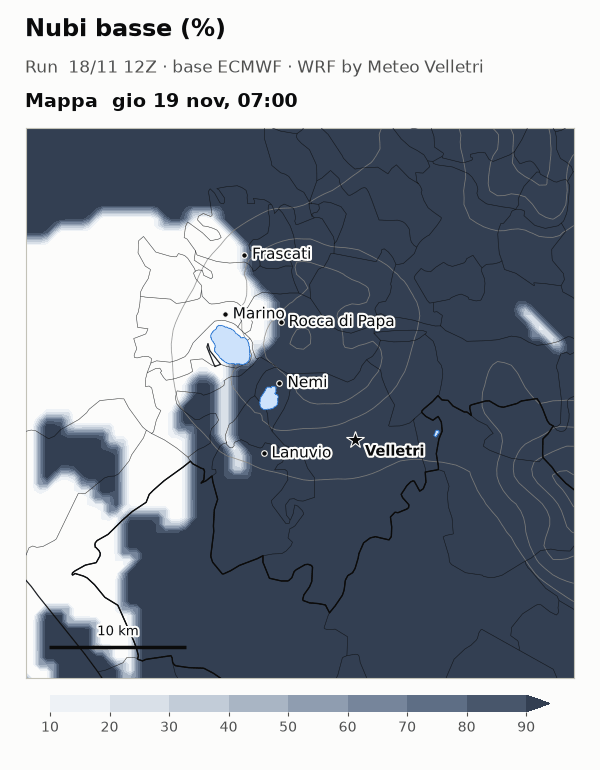 Nubi basse (%)
Run  18/11 12Z · base ECMWF · WRF by Meteo Velletri
Mappa  gio 19 nov, 07:00
Frascati
Marino
Rocca di Papa
Nemi
Velletri
Lanuvio
10 km
10 20 30 40 50 60 70 80 90